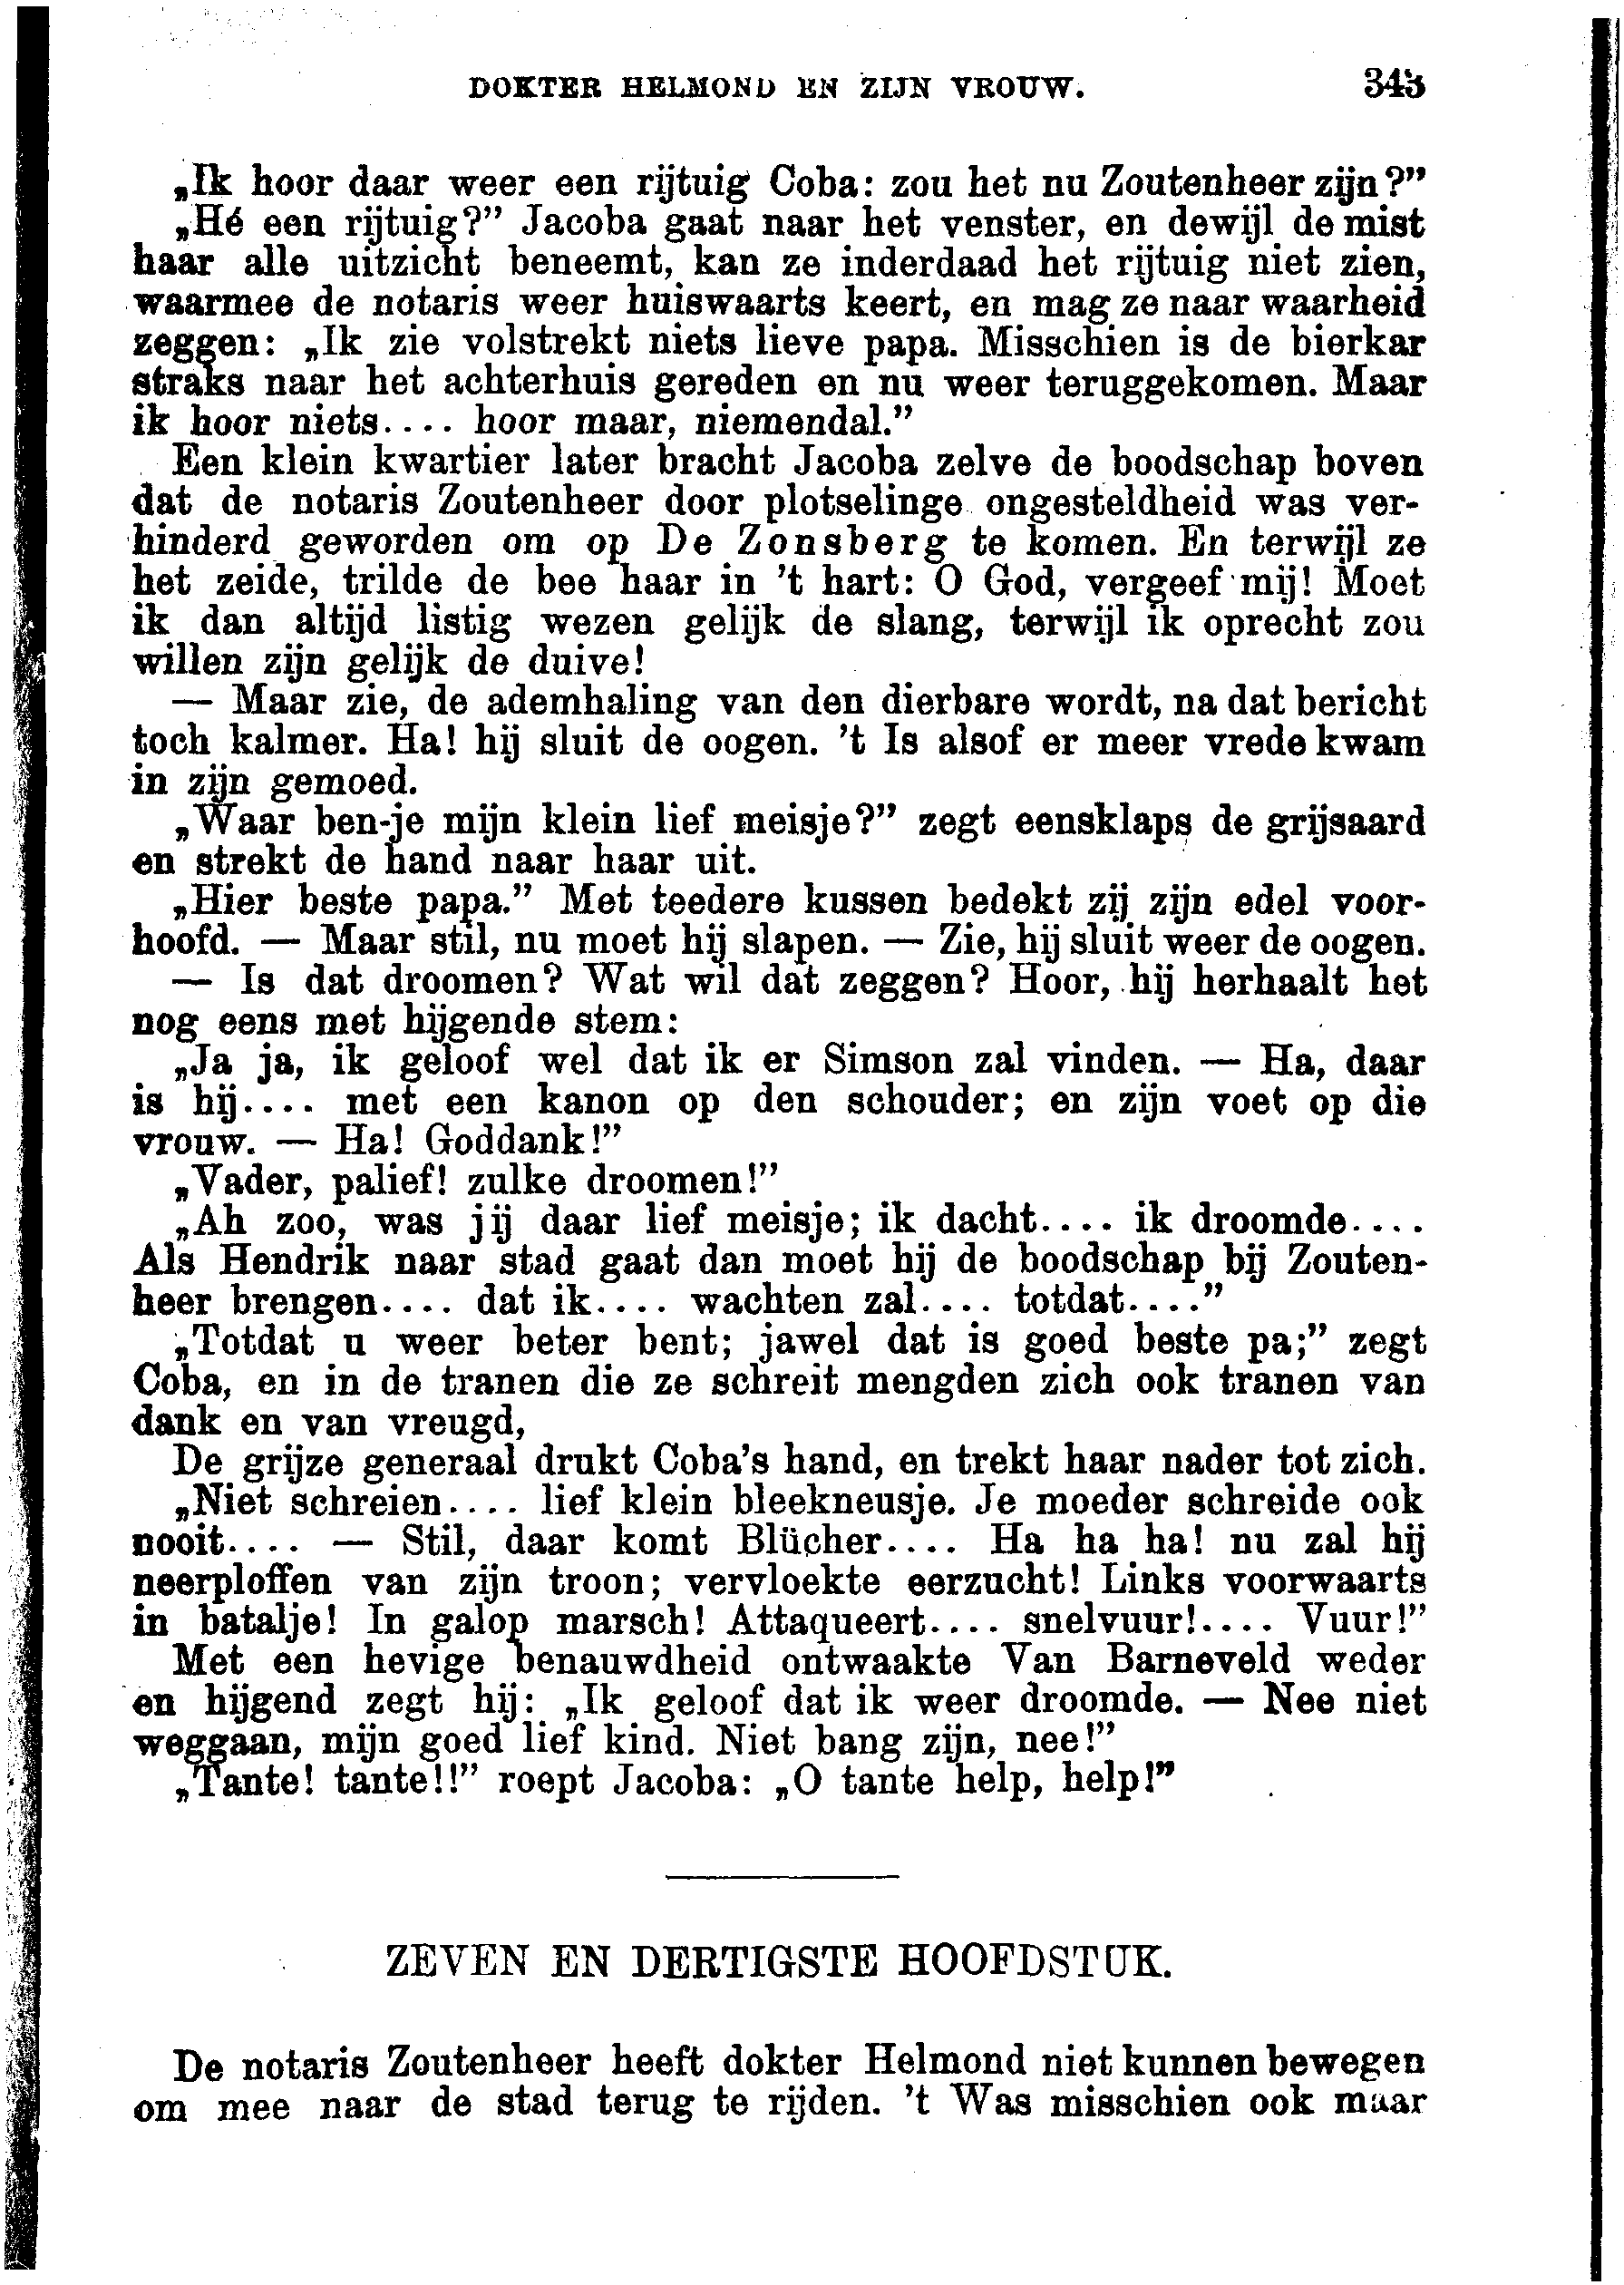 DOKTER HELMOND EN ZIJN VROUW. 343
„Ik hoor daar weer een rijtuig Coba: zou het nu Zoutenheer zijn?”
„Hé een rijtuig?” Jacoba gaat naar het venster, en dewijl de mist
haar alle uitzicht beneemt, kan ze inderdaad het rijtuig niet zien,
waarmee de notaris weer huiswaarts keert, en mag ze naar waarheid
zeggen: „Ik zie volstrekt niets lieve papa. Misschien is de bierkar
straks naar het achterhuis gereden en nu weer teruggekomen. Maar
ik hoor niets.... hoor maar, niemendal.”
Een klein kwartier later bracht Jacoba zelve de boodschap boven
dat de notaris Zoutenheer door plotselinge ongesteldheid was ver-
hinderd geworden om op De Zonsberg te komen. En terwijl ze
het zeide, trilde de bee haar in 't hart: O God, vergeef mij! Moet
ik dan altijd listig wezen gelijk de slang, terwijl ik oprecht zou
willen zijn gelijk de duive!
— Maar zie, de ademhaling van den dierbare wordt, na dat bericht
toch kalmer. Ha! hij sluit de oogen. 't Is alsof er meer vrede kwam
in zijn gemoed.
„Waar ben-je mijn klein lief meisje?” zegt eensklaps de grijsaard
en strekt de hand naar haar uit.
„Hier beste papa.” Met teedere kussen bedekt zij zijn edel voor-
hoofd. — Maar stil, nu moet hij slapen. — Zie, hij sluit weer de oogen.
— Is dat droomen? Wat wil dat zeggen? Hoor, hij herhaalt het
nog eens met hijgende stem:
„Ja ja, ik geloof wel dat ik er Simson zal vinden. — Ha, daar
is hij.... met een kanon op den schouder; en zijn voet op die
vrouw. — Ha! Goddank!”
„Vader, palief! zulke droomen!”
„Ah zoo, was jij daar lief meisje; ik dacht.... ik droomde....
Als Hendrik naar stad gaat dan moet hij de boodschap bij Zouten-
heer brengen.... dat ik.... wachten zal.... totdat....”
„Totdat u weer beter bent; jawel dat is goed beste pa;” zegt
Coba, en in de tranen die ze schreit mengden zich ook tranen van
dank en van vreugd,
De grijze generaal drukt Coba's hand, en trekt haar nader tot zich.
„Niet schreien.... lief klein bleekneusje. Je moeder schreide ook
nooit.... — Stil, daar komt Blücher.... Ha ha ha! nu zal hij
neerploffen van zijn troon; vervloekte eerzucht! Links voorwaarts
in batalje! In galop marsch! Attaqueert.... snelvuur!.... Vuur!”
Met een hevige benauwdheid ontwaakte Van Barneveld weder
en hijgend zegt hij: „Ik geloof dat ik weer droomde. — Nee niet
weggaan, mijn goed lief kind. Niet bang zijn, nee!”
„Tante! tante!!” roept Jacoba: „O tante help, help!”
ZEVEN EN DERTIGSTE HOOFDSTUK.
De notaris Zoutenheer heeft dokter Helmond niet kunnen bewegen
om mee naar de stad terug te rijden. 't Was misschien ook maar